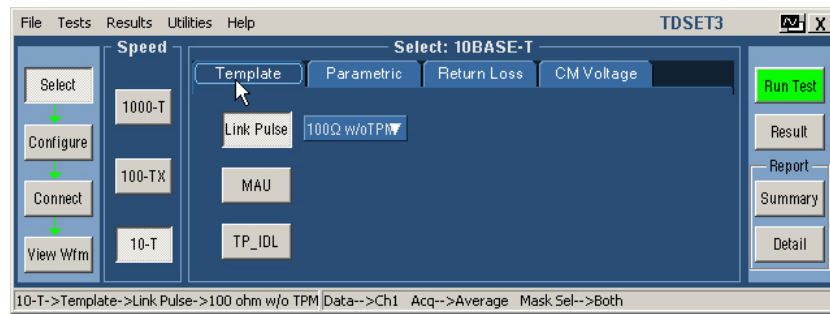 File Tests Results Utilities Help TDSET3 X
Speed Select: 10BASE-T
Template Parametric Return Loss CM Voltage
Select Run Test
1000-T
Link Pulse 100Ω w/oTPM
Configure Result
Report
100-TX MAU
Connect Summary
10-T TP_IDL Detail
View Wfm
10-T->Template->Link Pulse->100 ohm w/o TPM Data-->Ch1 Acq-->Average Mask Sel-->Both